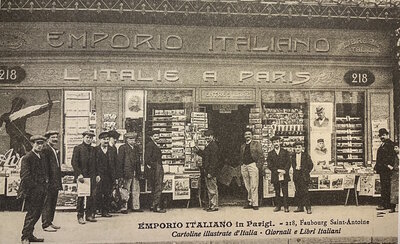 EMPORIO ITALIANO
218 L'ITALIE A PARIS 218
EMPORIO ITALIANO in Parigi. - 218, Faubourg Saint-Antoine
Cartoline illustrate d'Italia - Giornali e Libri Italiani